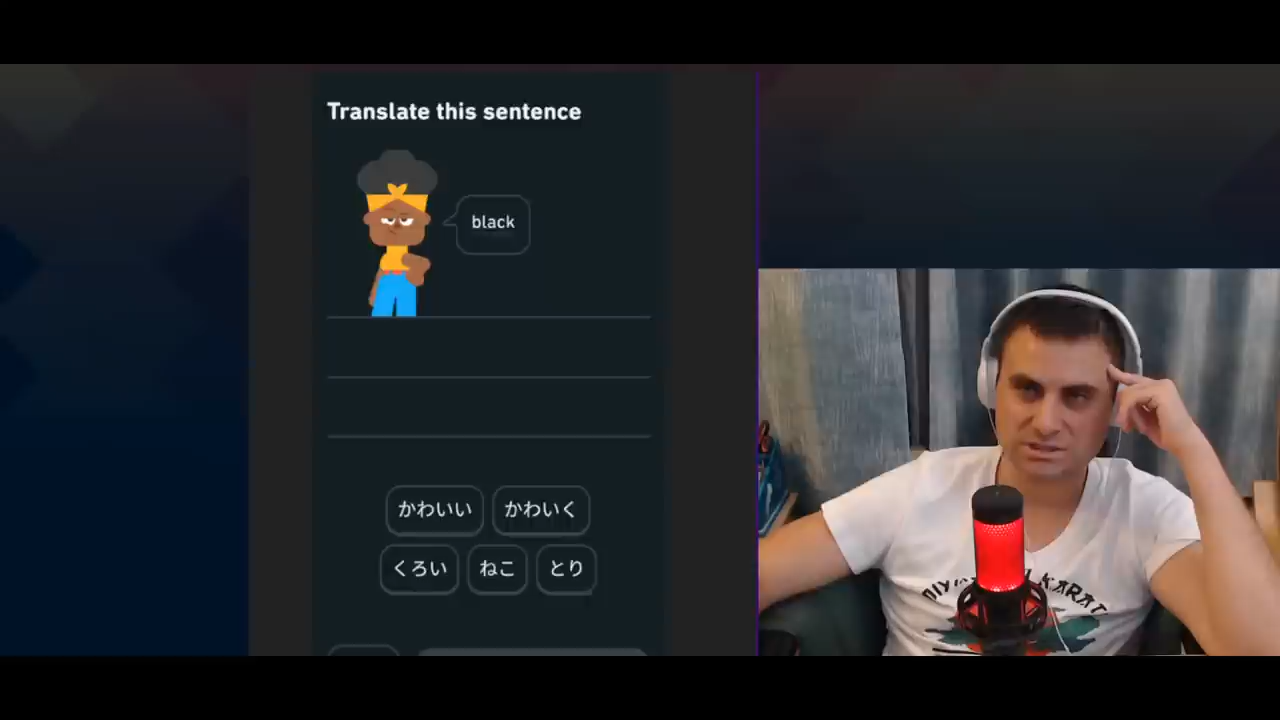 Translate this sentence
black
かわいい かわいく
くろい ねこ とり